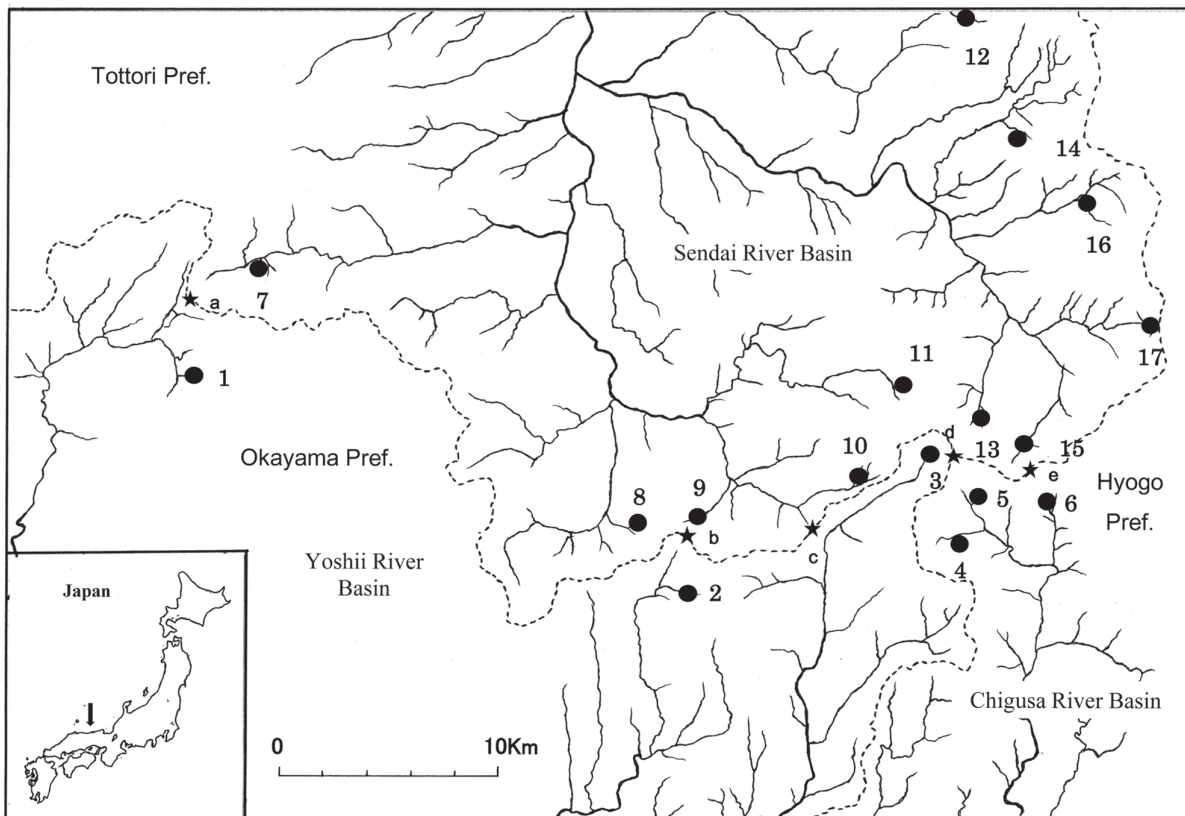 12
Tottori Pref.
14
16
Sendai River Basin
a
7
17
11
1
d
10
13
15
Okayama Pref.
3
e
Hyogo
Pref.
8
9
5
6
b
c
4
Yoshii River
Basin
2
Japan
Chigusa River Basin
0
10Km